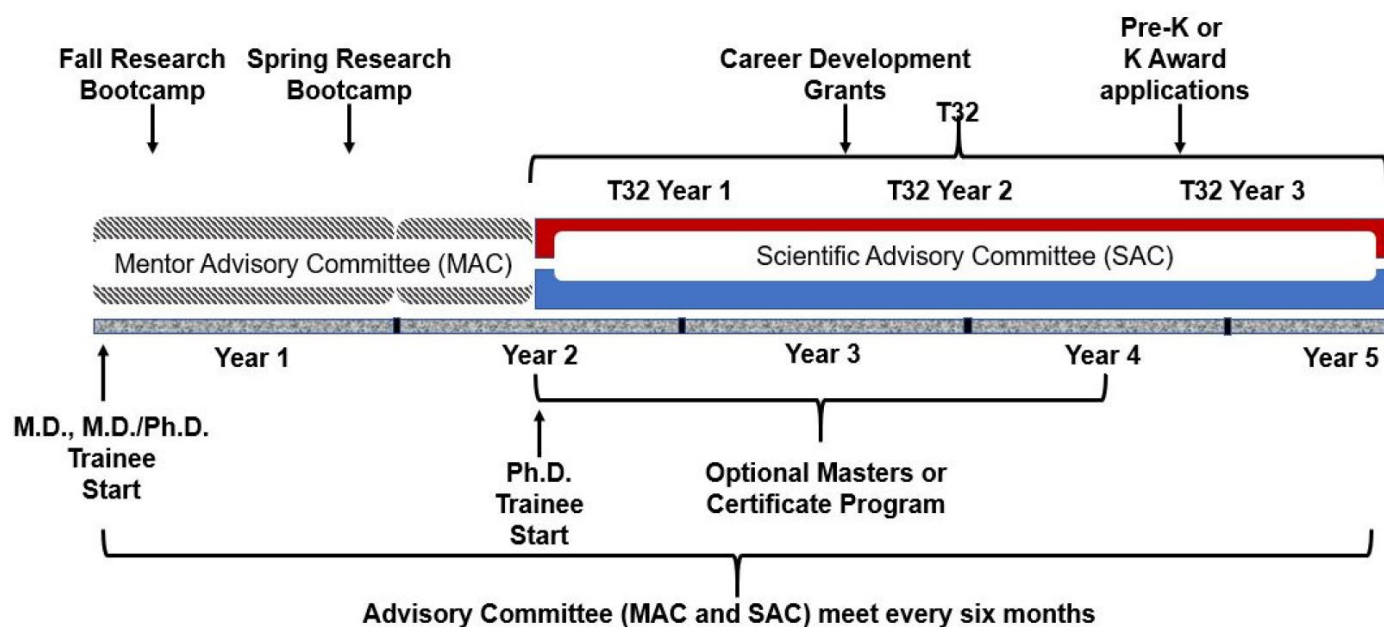 Fall Research
Bootcamp
Spring Research
Bootcamp
Career Development
Grants
Pre-K or
K Award
applications
T32
T32 Year 1
T32 Year 2
T32 Year 3
Mentor Advisory Committee (MAC)
Scientific Advisory Committee (SAC)
Year 1
Year 2
Year 3
Year 4
Year 5
M.D., M.D./Ph.D.
Trainee
Start
Ph.D.
Trainee
Start
Optional Masters or
Certificate Program
Advisory Committee (MAC and SAC) meet every six months